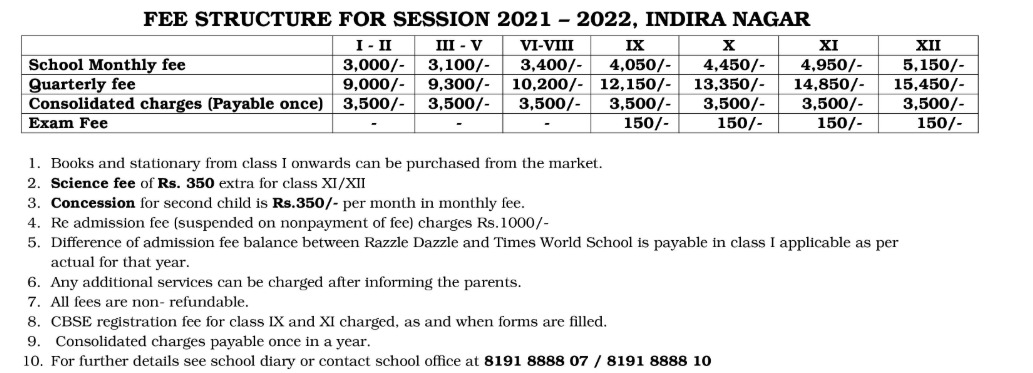 FEE STRUCTURE FOR SESSION 2021 – 2022, INDIRA NAGAR
I - II III - V VI-VIII IX X XI XII
School Monthly fee 3,000/- 3,100/- 3,400/- 4,050/- 4,450/- 4,950/- 5,150/-
Quarterly fee 9,000/- 9,300/- 10,200/- 12,150/- 13,350/- 14,850/- 15,450/-
Consolidated charges (Payable once) 3,500/- 3,500/- 3,500/- 3,500/- 3,500/- 3,500/- 3,500/-
Exam Fee - - - 150/- 150/- 150/- 150/-
1. Books and stationary from class I onwards can be purchased from the market.
2. Science fee of Rs. 350 extra for class XI/XII
3. Concession for second child is Rs.350/- per month in monthly fee.
4. Re admission fee (suspended on nonpayment of fee) charges Rs.1000/-
5. Difference of admission fee balance between Razzle Dazzle and Times World School is payable in class I applicable as per
actual for that year.
6. Any additional services can be charged after informing the parents.
7. All fees are non- refundable.
8. CBSE registration fee for class IX and XI charged, as and when forms are filled.
9. Consolidated charges payable once in a year.
10. For further details see school diary or contact school office at 8191 8888 07 / 8191 8888 10